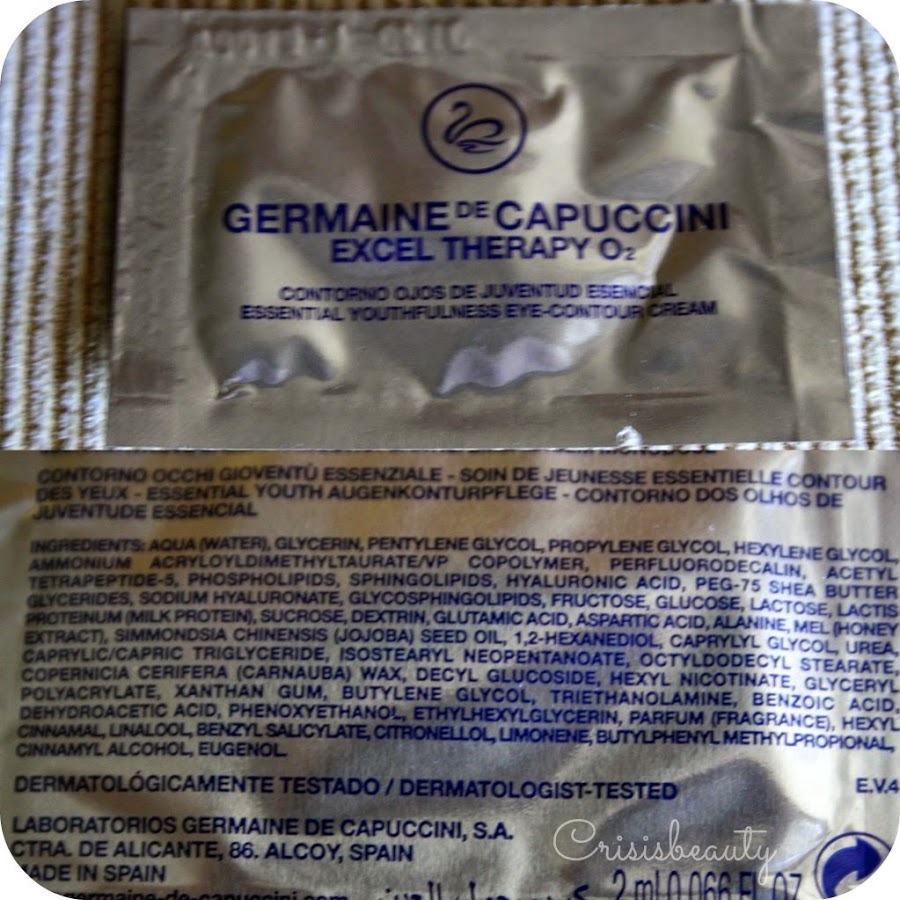 GERMAINE DE CAPUCCINI
EXCEL THERAPY O₂
CONTORNO OJOS DE JUVENTUD ESENCIAL
ESSENTIAL YOUTHFULNESS EYE-CONTOUR CREAM
CONTORNO OCCHI GIOVENTÙ ESSENZIALE - SOIN DE JEUNESSE ESSENTIELLE CONTOUR
DES YEUX - ESSENTIAL YOUTH AUGENKONTURPFLEGE - CONTORNO DOS OLHOS DE
JUVENTUDE ESSENCIAL
INGREDIENTS: AQUA (WATER), GLYCERIN, PENTYLENE GLYCOL, PROPYLENE GLYCOL, HEXYLENE GLYCOL,
AMMONIUM ACRYLOYLDIMETHYLTAURATE/VP COPOLYMER, PERFLUORODECALIN, ACETYL
TETRAPEPTIDE-5, PHOSPHOLIPIDS, SPHINGOLIPIDS, HYALURONIC ACID, PEG-75 SHEA BUTTER
GLYCERIDES, SODIUM HYALURONATE, GLYCOSPHINGOLIPIDS, FRUCTOSE, GLUCOSE, LACTOSE, LACTIS
PROTEINUM (MILK PROTEIN), SUCROSE, DEXTRIN, GLUTAMIC ACID, ASPARTIC ACID, ALANINE, MEL (HONEY
EXTRACT), SIMMONDSIA CHINENSIS (JOJOBA) SEED OIL, 1,2-HEXANEDIOL, CAPRYLYL GLYCOL, UREA,
CAPRYLIC/CAPRIC TRIGLYCERIDE, ISOSTEARYL NEOPENTANOATE, OCTYLDODECYL STEARATE,
COPERNICIA CERIFERA (CARNAUBA) WAX, DECYL GLUCOSIDE, HEXYL NICOTINATE, GLYCERYL
POLYACRYLATE, XANTHAN GUM, BUTYLENE GLYCOL, TRIETHANOLAMINE, BENZOIC ACID,
DEHYDROACETIC ACID, PHENOXYETHANOL, ETHYLHEXYLGLYCERIN, PARFUM (FRAGRANCE), HEXYL
CINNAMAL, LINALOOL, BENZYL SALICYLATE, CITRONELLOL, LIMONENE, BUTYLPHENYL METHYLPROPIONAL,
CINNAMYL ALCOHOL, EUGENOL.
DERMATOLÓGICAMENTE TESTADO / DERMATOLOGIST-TESTED E.V.4
LABORATORIOS GERMAINE DE CAPUCCINI, S.A.
CTRA. DE ALICANTE, 86. ALCOY, SPAIN
MADE IN SPAIN
Crisisbeauty
germaine-de-capuccini.com 2 ml 0.066 FL OZ